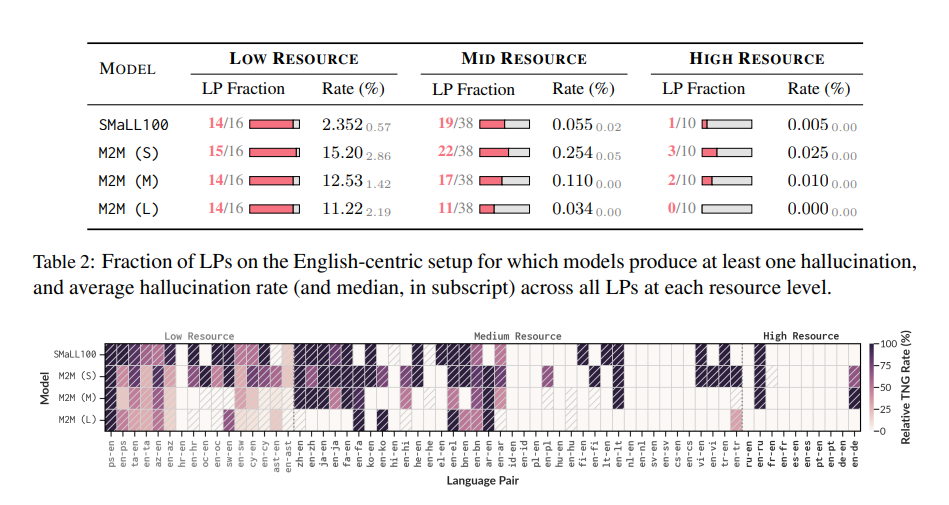 MODEL LOW RESOURCE MID RESOURCE HIGH RESOURCE
LP Fraction Rate (%) LP Fraction Rate (%) LP Fraction Rate (%)
SMaLL100 14/16 2.352 0.57 19/38 0.055 0.02 1/10 0.005 0.00
M2M (S) 15/16 15.20 2.86 22/38 0.254 0.05 3/10 0.025 0.00
M2M (M) 14/16 12.53 1.42 17/38 0.110 0.00 2/10 0.010 0.00
M2M (L) 14/16 11.22 2.19 11/38 0.034 0.00 0/10 0.000 0.00
Table 2: Fraction of LPs on the English-centric setup for which models produce at least one hallucination,
and average hallucination rate (and median, in subscript) across all LPs at each resource level.
Low Resource Medium Resource High Resource
Model
SMaLL100
M2M (S)
M2M (M)
M2M (L)
100
75
50
25
0
Relative TNG Rate (%)
ps-en en-ps ta-en en-ta az-en en-az hr-en en-hr oc-en en-oc sw-en en-sw cy-en en-cy ast-en en-ast zh-en en-zh ja-en en-ja fa-en en-fa ko-en en-ko hi-en en-hi he-en en-he el-en en-el bn-en en-bn ar-en en-ar id-en en-id pl-en en-pl hu-en en-hu fi-en en-fi lt-en en-lt nl-en en-nl sv-en en-sv cs-en en-cs vi-en en-vi tr-en en-tr ru-en en-ru fr-en en-fr es-en en-es pt-en en-pt de-en en-de
Language Pair